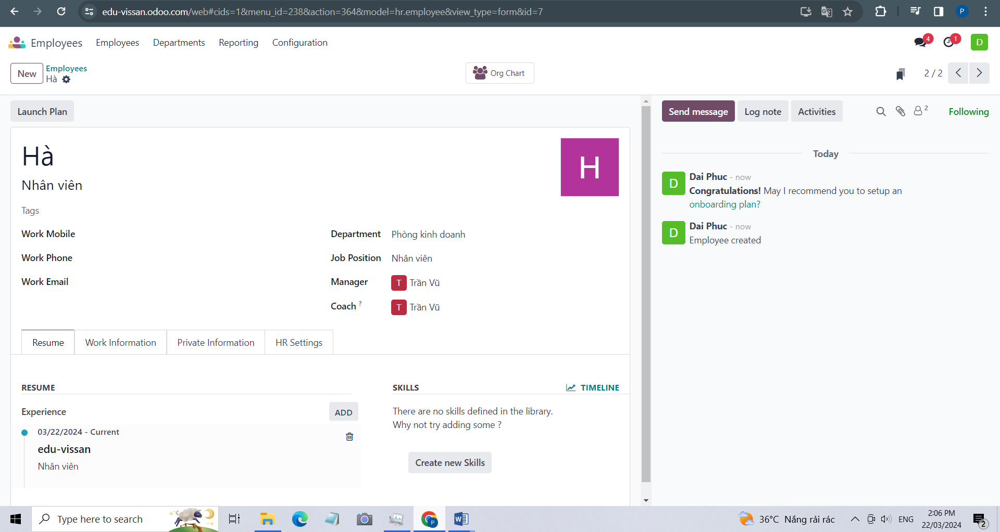 edu-vissan.odoo.com/web#cids=1&menu_id=238&action=364&model=hr.employee&view_type=form&id=7
P
Employees Employees Departments Reporting Configuration
4 1 D
New Employees
Hà
Org Chart
2 / 2
Launch Plan
Send message Log note Activities 2 Following
Hà
H
Nhân viên
Tags
Work Mobile
Work Phone
Work Email
Department Phòng kinh doanh
Job Position Nhân viên
Manager T Trần Vũ
Coach ? T Trần Vũ
Today
D Dai Phuc - now
Congratulations! May I recommend you to setup an
onboarding plan?
D Dai Phuc - now
Employee created
Resume Work Information Private Information HR Settings
RESUME
Experience ADD
03/22/2024 - Current
edu-vissan
Nhân viên
SKILLS TIMELINE
There are no skills defined in the library.
Why not try adding some ?
Create new Skills
Type here to search
P
W
36°C Nắng rải rác
ENG
2:06 PM
22/03/2024
2